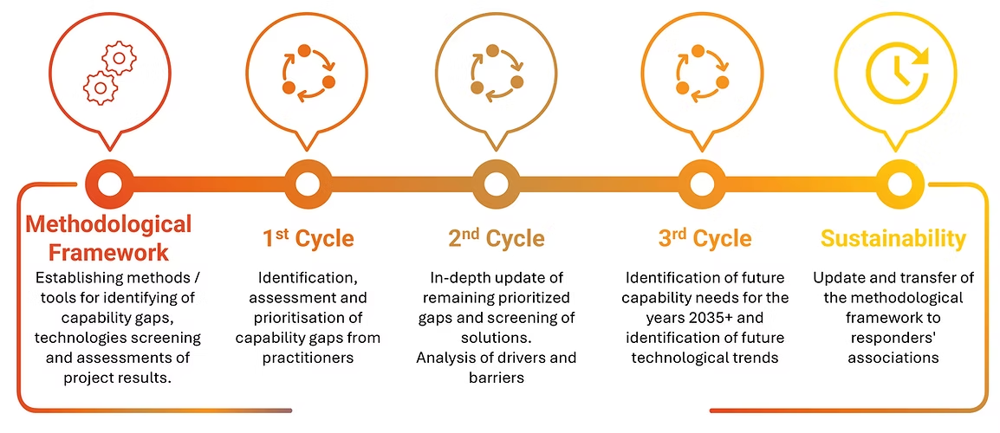 Methodological
Framework
Establishing methods /
tools for identifying of
capability gaps,
technologies screening
and assessments of
project results.
1st Cycle
Identification,
assessment and
prioritisation of
capability gaps from
practitioners
2nd Cycle
In-depth update of
remaining prioritized
gaps and screening of
solutions.
Analysis of drivers and
barriers
3rd Cycle
Identification of future
capability needs for the
years 2035+ and
identification of future
technological trends
Sustainability
Update and transfer of
the methodological
framework to
responders'
associations